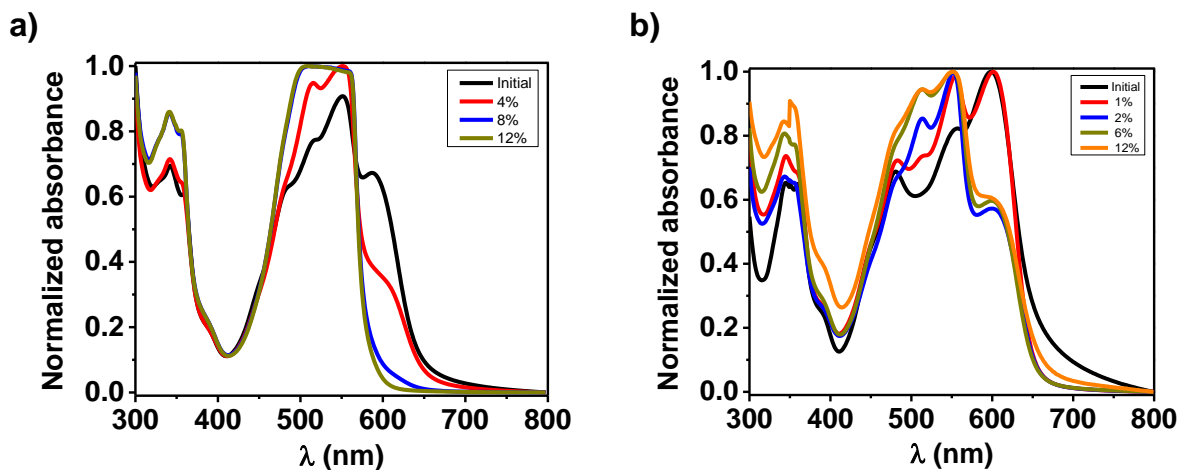 a)
Normalized absorbance
1.0
0.8
0.6
0.4
0.2
0.0
Initial
4%
8%
12%
300 400 500 600 700 800
λ (nm)
b)
Normalized absorbance
1.0
0.8
0.6
0.4
0.2
0.0
Initial
1%
2%
6%
12%
300 400 500 600 700 800
λ (nm)